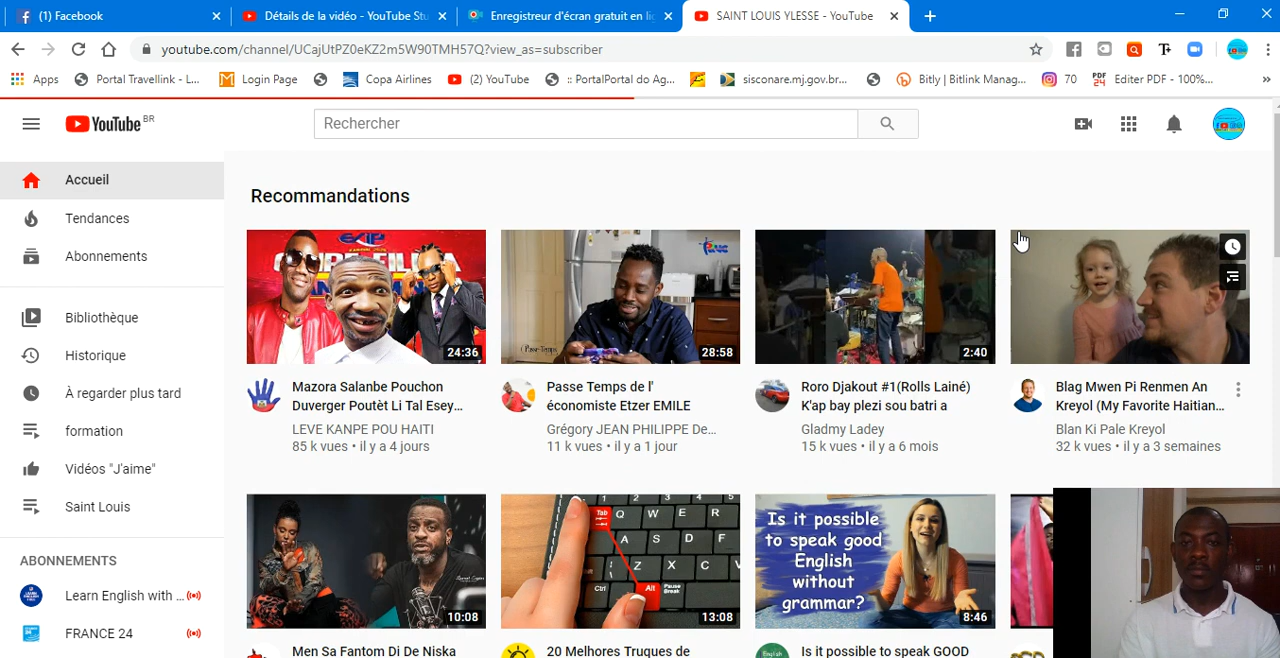 (1) Facebook
Détails de la vidéo - YouTube Stu
Enregistreur d'écran gratuit en lig
SAINT LOUIS YLESSE - YouTube
youtube.com/channel/UCajUtPZ0eKZ2m5W90TMH57Q?view_as=subscriber
Apps
Portal Travellink - L...
Login Page
Copa Airlines
(2) YouTube
:: PortalPortal do Ag...
sisconare.mj.gov.br...
Bitly | Bitlink Manag...
70
Editer PDF - 100%...
YouTube BR
Rechercher
Accueil
Tendances
Abonnements
Bibliothèque
Historique
À regarder plus tard
formation
Vidéos "J'aime"
Saint Louis
ABONNEMENTS
Learn English with ...
FRANCE 24
Recommandations
24:36
28:58
2:40
Mazora Salanbe Pouchon
Duverger Poutèt Li Tal Esey...
LEVE KANPE POU HAITI
85 k vues • il y a 4 jours
Passe Temps de l'
économiste Etzer EMILE
Grégory JEAN PHILIPPE De...
11 k vues • il y a 1 jour
Roro Djakout #1(Rolls Lainé)
K'ap bay plezi sou batri a
Gladmy Ladey
15 k vues • il y a 6 mois
Blag Mwen Pi Renmen An
Kreyol (My Favorite Haitian...
Blan Ki Pale Kreyol
32 k vues • il y a 3 semaines
10:08
Tab
Q W E R
A S D F
Z X C V
Ctrl
Alt
Pause
Break
13:08
Is it possible
to speak good
English
without
grammar?
8:46
Men Sa Fantom Di De Niska
20 Melhores Truques de
Is it possible to speak GOOD